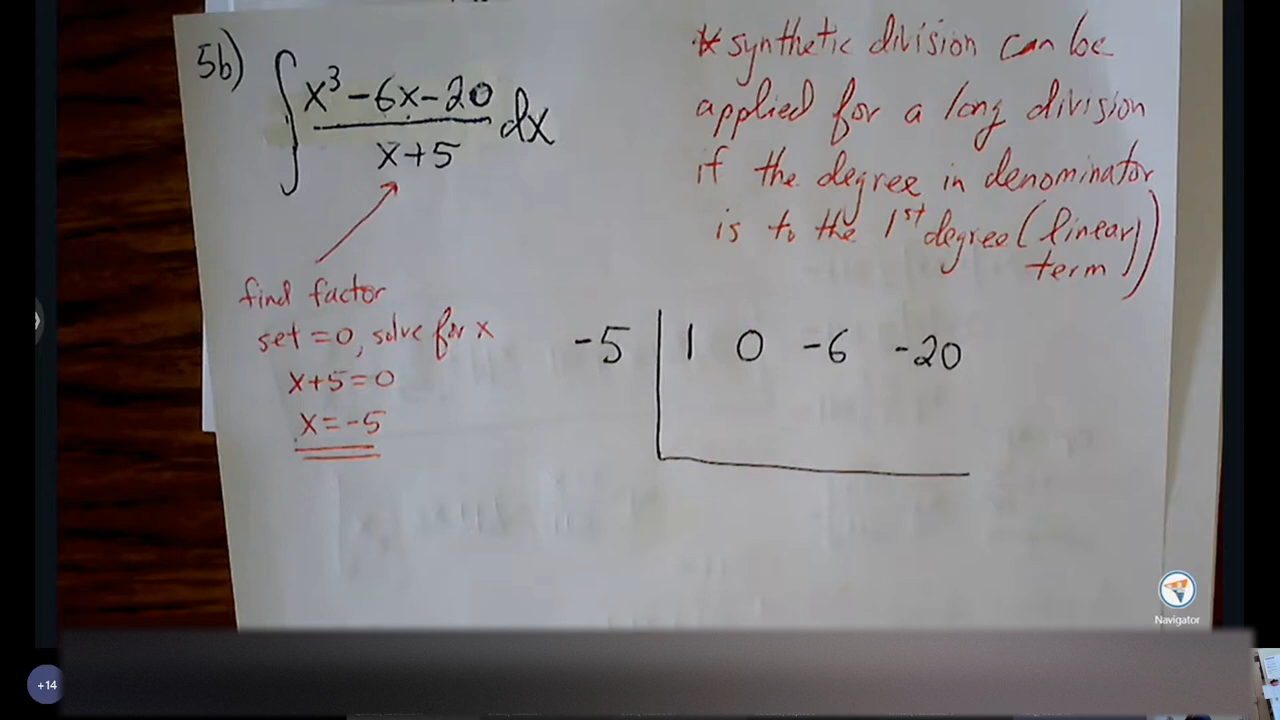 5b) ∫ x³ - 6x - 20 / x + 5 dx
* synthetic division can be
applied for a long division
if the degree in denominator
is to the 1st degree (linear)
term)
find factor
set = 0, solve for x
x + 5 = 0
x = -5
-5 | 1 0 -6 -20
Navigator
+14